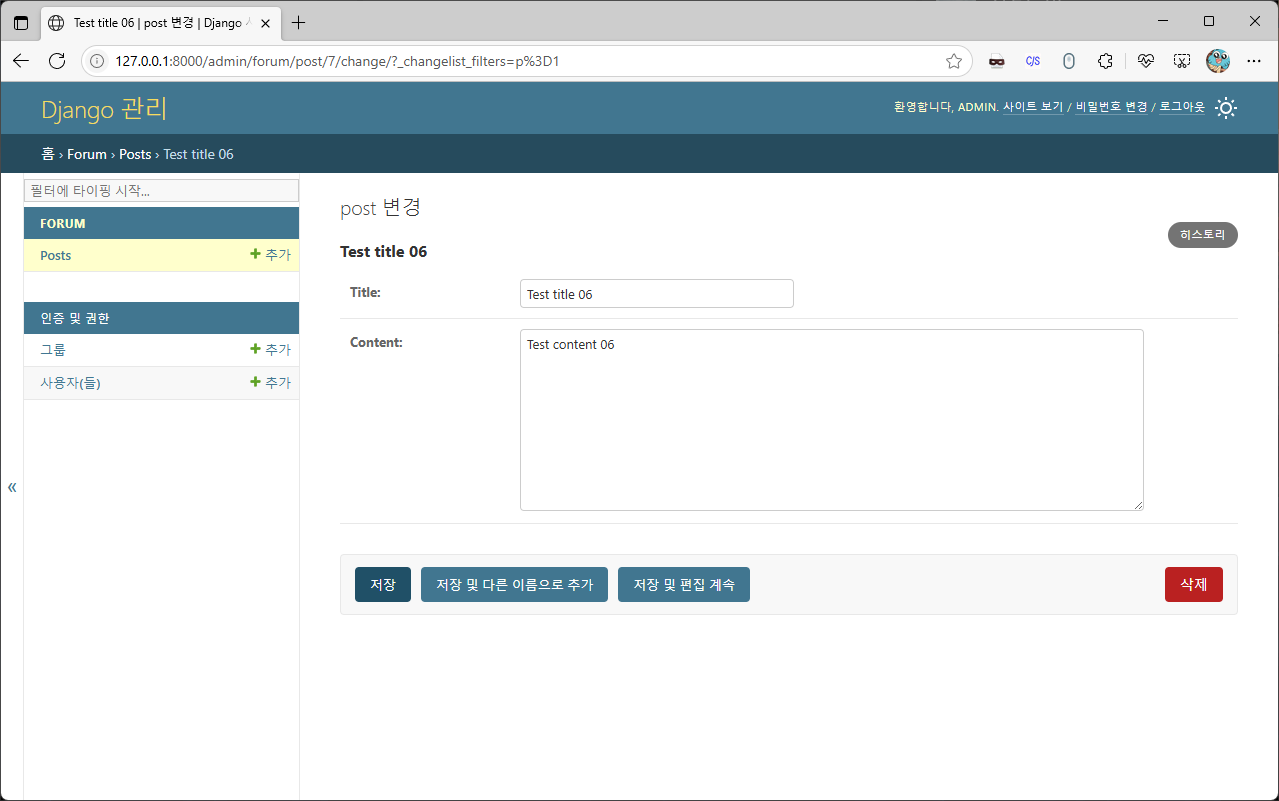 Test title 06 | post 변경 | Django
127.0.0.1:8000/admin/forum/post/7/change/?_changelist_filters=p%3D1
C/S
Django 관리
환영합니다, ADMIN. 사이트 보기 / 비밀번호 변경 / 로그아웃
홈 › Forum › Posts › Test title 06
필터에 타이핑 시작...
FORUM
Posts 추가
인증 및 권한
그룹 추가
사용자(들) 추가
«
post 변경
히스토리
Test title 06
Title: Test title 06
Content: Test content 06
저장 저장 및 다른 이름으로 추가 저장 및 편집 계속 삭제